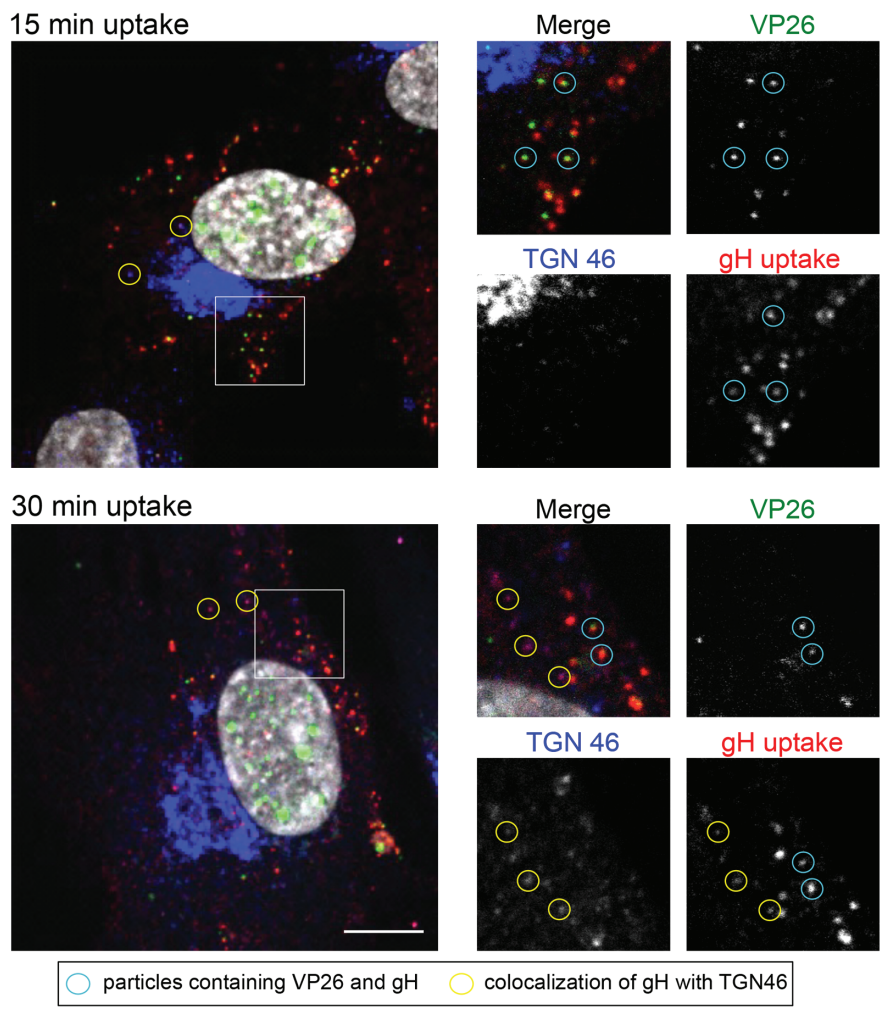 15 min uptake
Merge
VP26
TGN 46
gH uptake
30 min uptake
Merge
VP26
TGN 46
gH uptake
particles containing VP26 and gH
colocalization of gH with TGN46